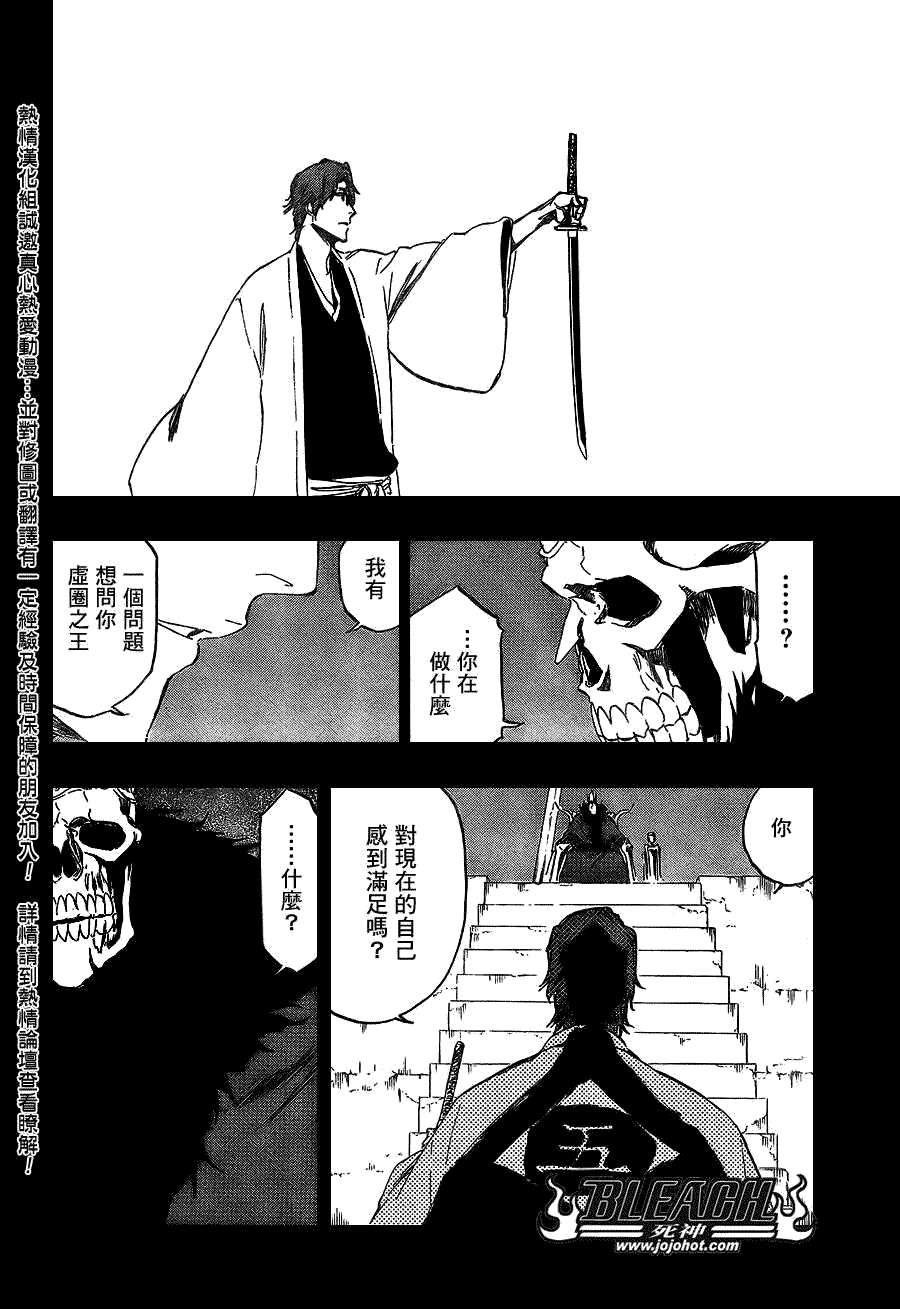 熱情漢化組誠邀真心熱愛動漫…並對修圖或翻譯有一定經驗及時間保障的朋友加入！ 詳情請到熱情論壇查看瞭解！
……？
…你在
做什麼
我有
一個問題
想問你
虛圈之王
你
對現在的自己
感到滿足嗎？
……什麼？
五
BLEACH
死神
www.jojohot.com